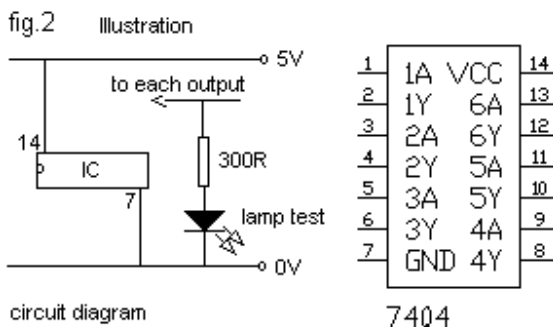 fig.2 Illustration
5V
to each output
14
IC
7
300R
lamp test
0V
circuit diagram
1 1A VCC 14
2 1Y 6A 13
3 2A 6Y 12
4 2Y 5A 11
5 3A 5Y 10
6 3Y 4A 9
7 GND 4Y 8
7404